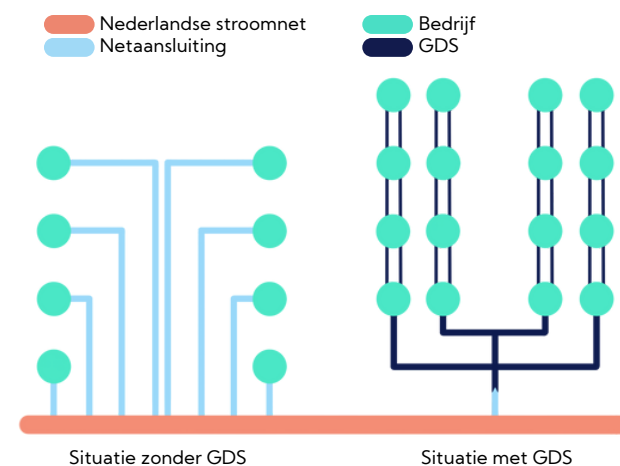 Nederlandse stroomnet
Netaansluiting
Bedrijf
GDS
Situatie zonder GDS
Situatie met GDS